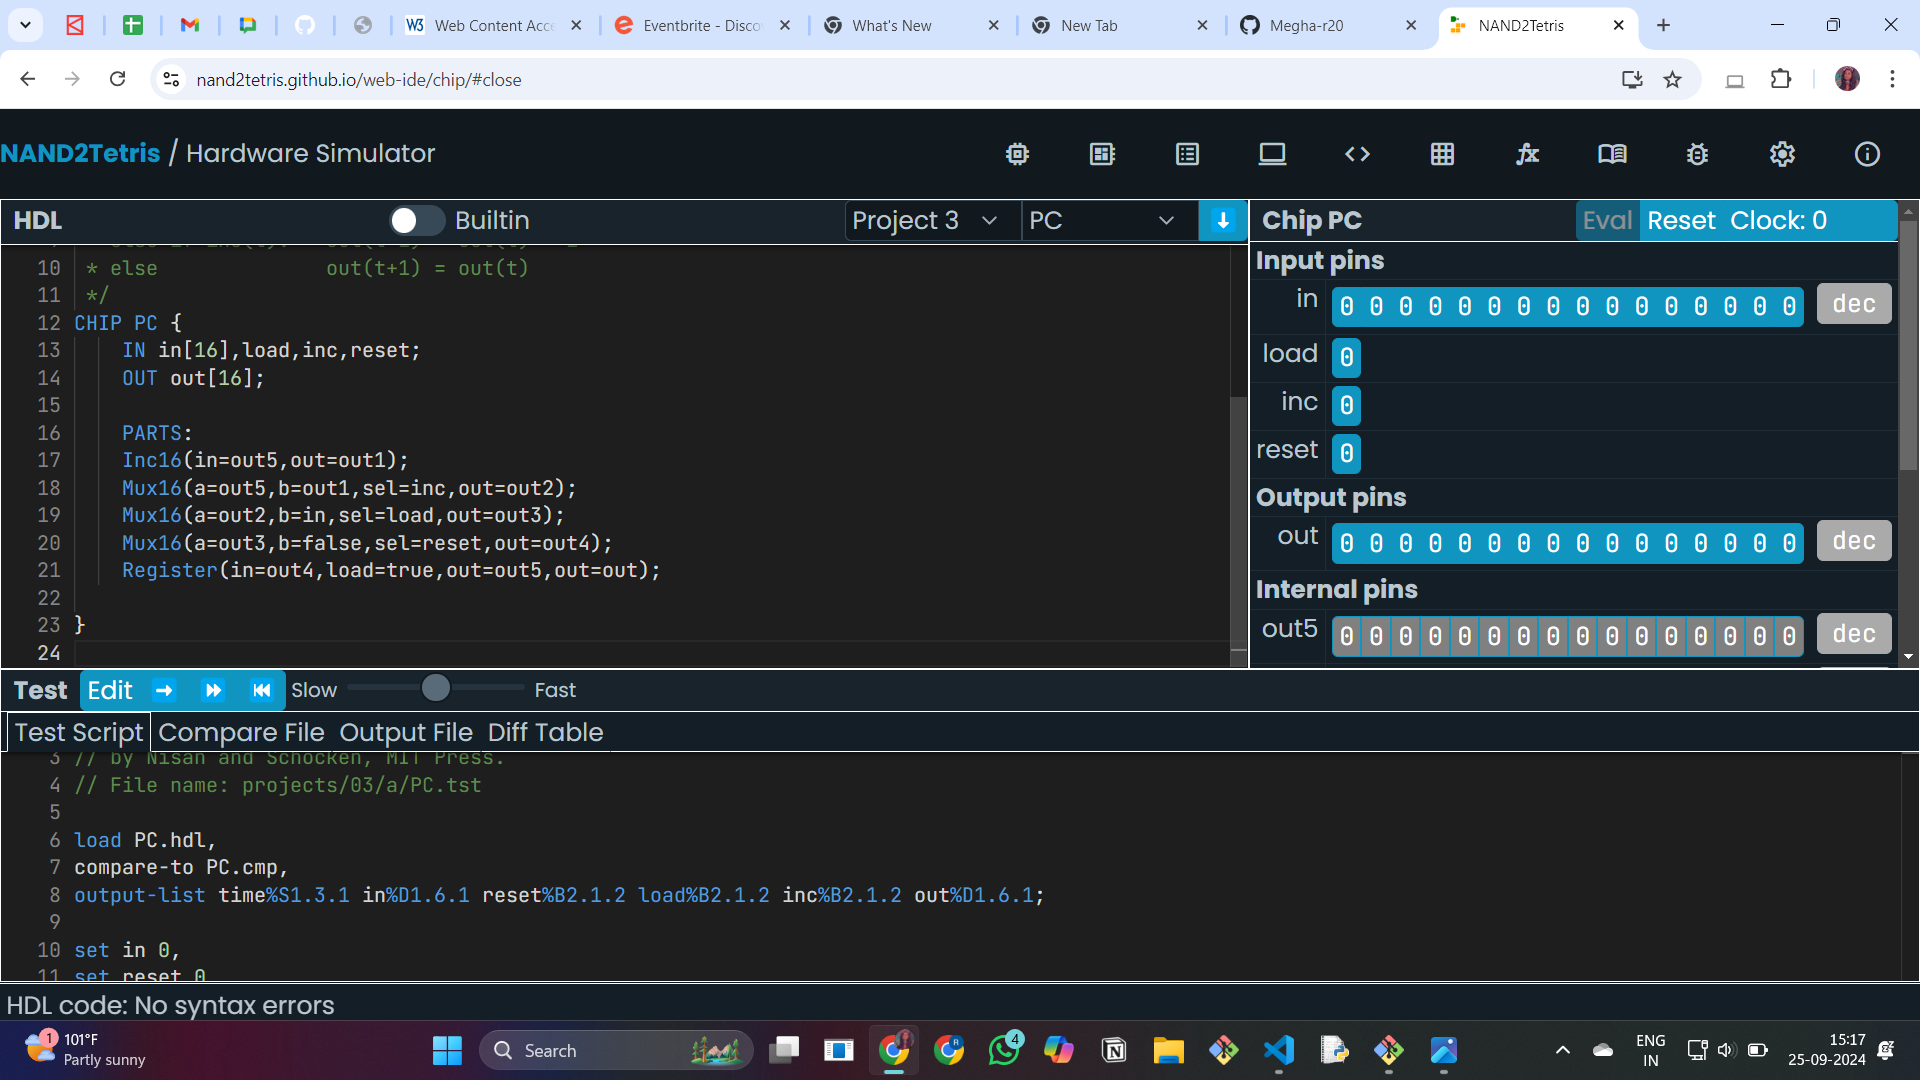 Web Content Acce
Eventbrite - Disco
What's New
New Tab
Megha-r20
NAND2Tetris
nand2tetris.github.io/web-ide/chip/#close
NAND2Tetris / Hardware Simulator
HDL
Builtin
Project 3
PC
Chip PC
Eval
Reset
Clock: 0
10 * else out(t+1) = out(t)
11 */
12 CHIP PC {
13 IN in[16],load,inc,reset;
14 OUT out[16];
15
16 PARTS:
17 Inc16(in=out5,out=out1);
18 Mux16(a=out5,b=out1,sel=inc,out=out2);
19 Mux16(a=out2,b=in,sel=load,out=out3);
20 Mux16(a=out3,b=false,sel=reset,out=out4);
21 Register(in=out4,load=true,out=out5,out=out);
22
23 }
24
Input pins
in 0 0 0 0 0 0 0 0 0 0 0 0 0 0 0 0 dec
load 0
inc 0
reset 0
Output pins
out 0 0 0 0 0 0 0 0 0 0 0 0 0 0 0 0 dec
Internal pins
out5 0 0 0 0 0 0 0 0 0 0 0 0 0 0 0 0 dec
Test Edit Slow Fast
Test Script Compare File Output File Diff Table
3 // by Nisan and Schocken, MIT Press.
4 // File name: projects/03/a/PC.tst
5
6 load PC.hdl,
7 compare-to PC.cmp,
8 output-list time%S1.3.1 in%D1.6.1 reset%B2.1.2 load%B2.1.2 inc%B2.1.2 out%D1.6.1;
9
10 set in 0,
11 set reset 0
HDL code: No syntax errors
1
101°F
Partly sunny
Search
4
ENG
IN
15:17
25-09-2024